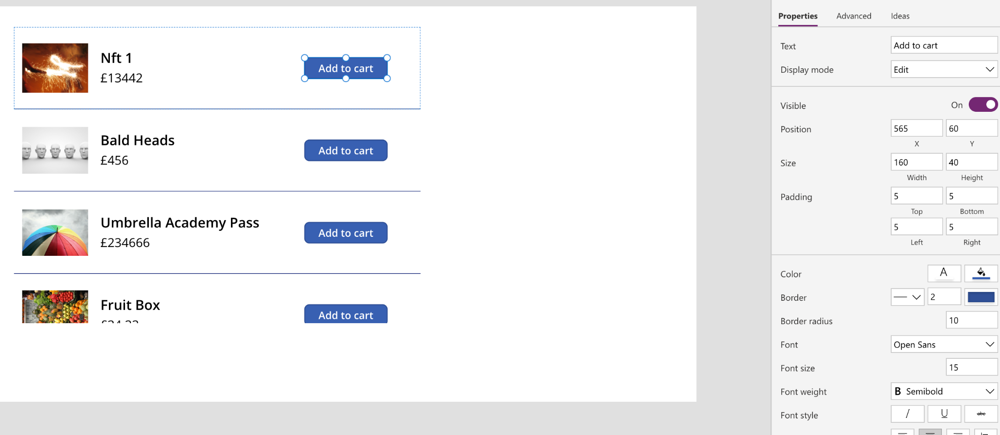 Nft 1
£13442
Add to cart
Bald Heads
£456
Add to cart
Umbrella Academy Pass
£234666
Add to cart
Fruit Box
Add to cart
Properties Advanced Ideas
Text Add to cart
Display mode Edit
Visible On
Position 565 60
X Y
Size 160 40
Width Height
Padding 5 5
Top Bottom
5 5
Left Right
Color A
Border 2
Border radius 10
Font Open Sans
Font size 15
Font weight B Semibold
Font style / U abc